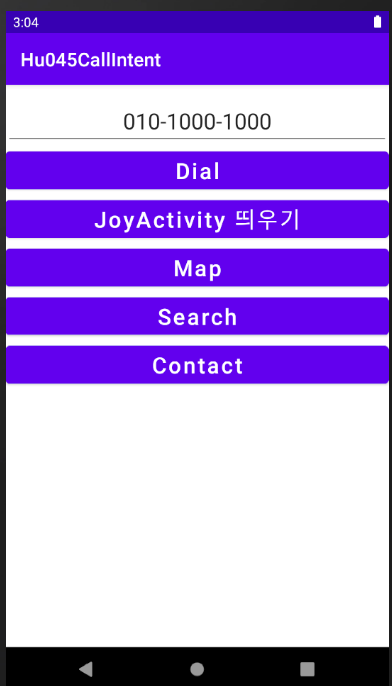 3:04
Hu045CallIntent
010-1000-1000
Dial
JoyActivity 띄우기
Map
Search
Contact